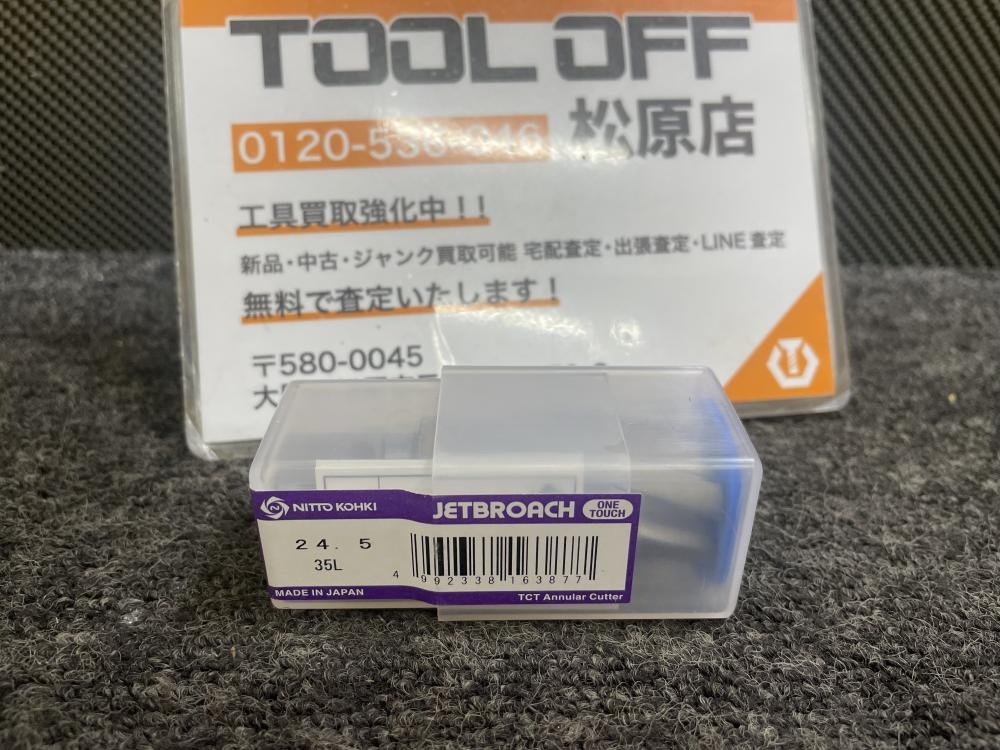 TOOL OFF
松原店
工具買取強化中!!
新品・中古・ジャンク買取可能 宅配査定・出張査定・LINE査定
無料で査定いたします!
〒580-0045
NITTO KOHKI
JETBROACH
ONE TOUCH
24.5
35L
4 992338 163877
MADE IN JAPAN
TCT Annular Cutter